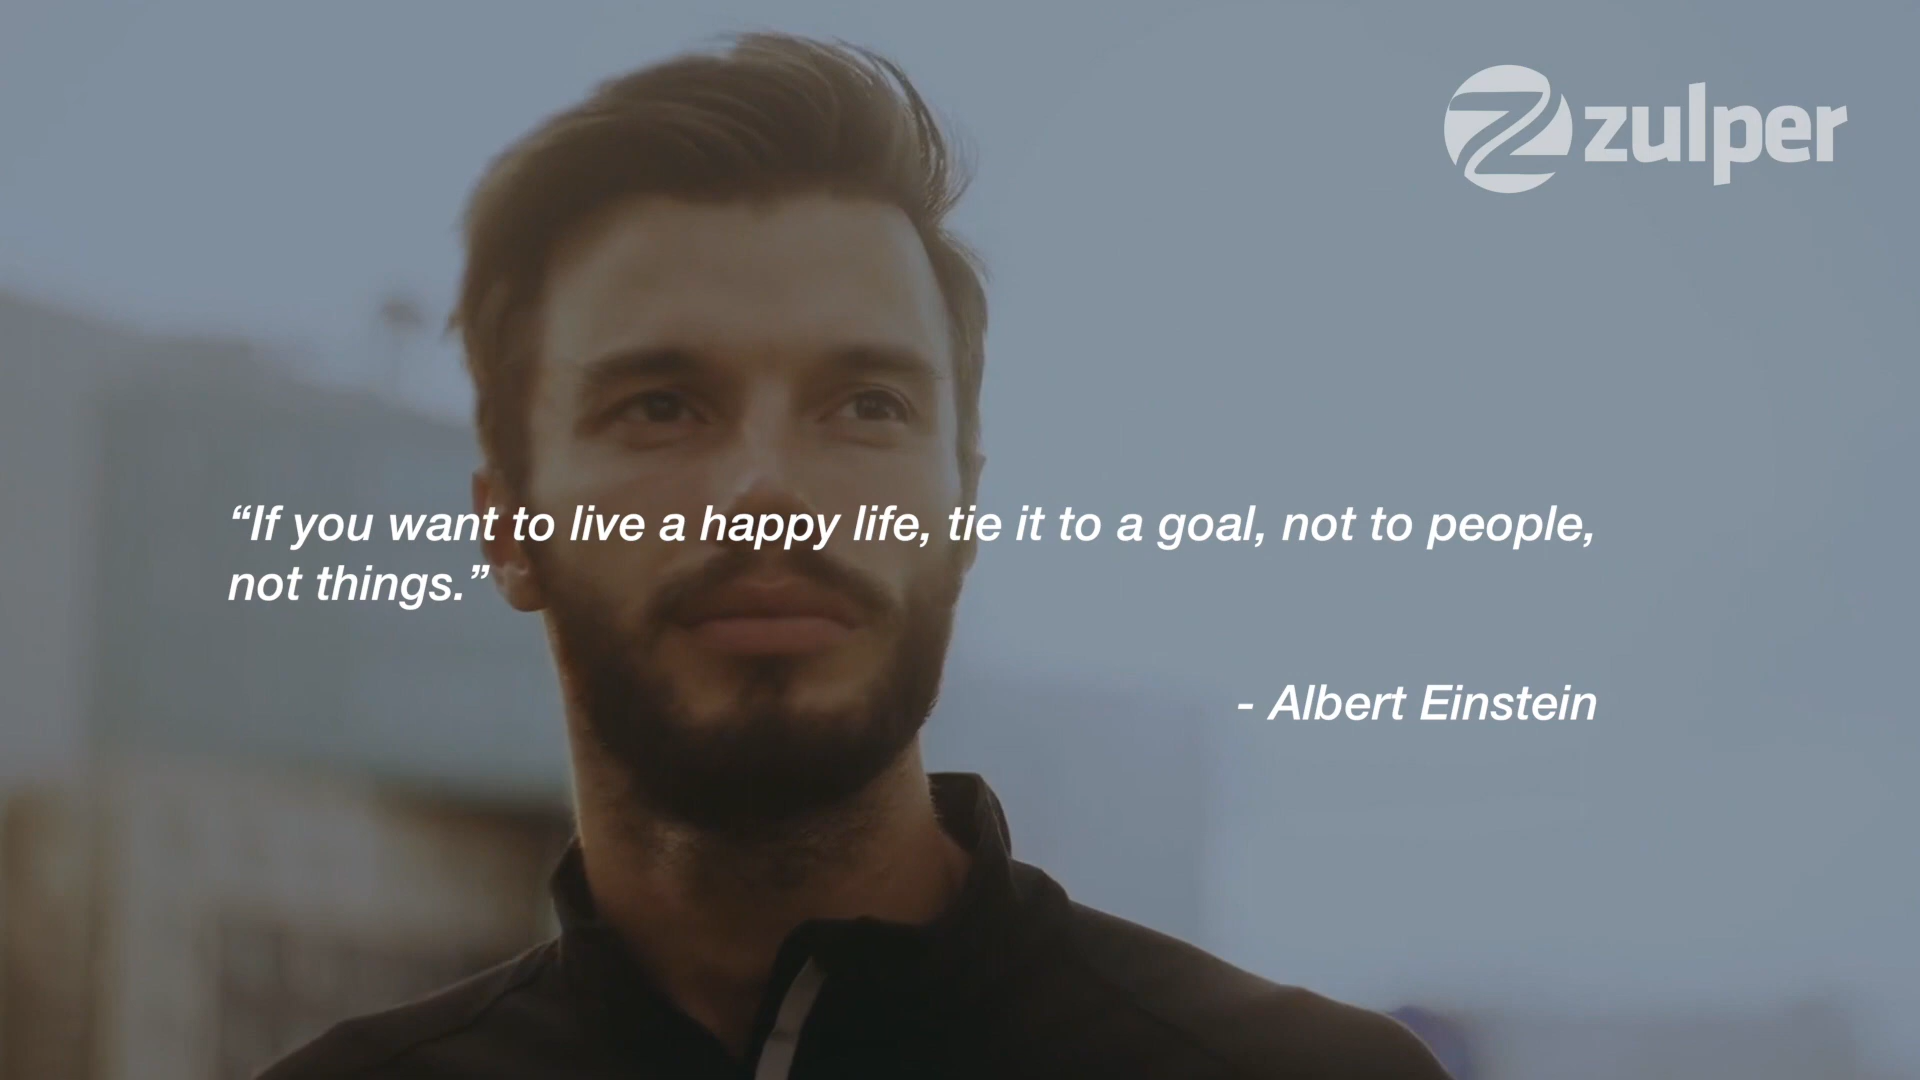 zulper
“If you want to live a happy life, tie it to a goal, not to people,
not things.”
- Albert Einstein